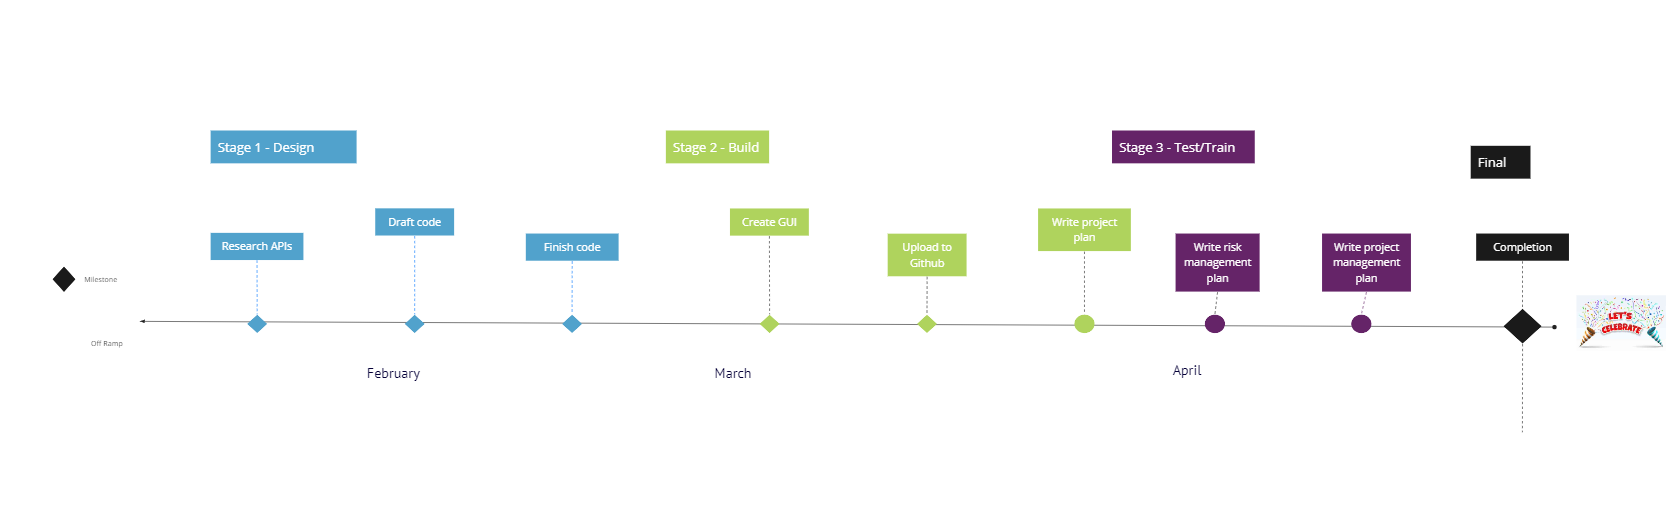 Stage 1 - Design
Stage 2 - Build
Stage 3 - Test/Train
Final
Research APIs
Draft code
Finish code
Create GUI
Upload to
Github
Write project
plan
Write risk
management
plan
Write project
management
plan
Completion
Milestone
Off Ramp
LET'S
CELEBRATE
February
March
April